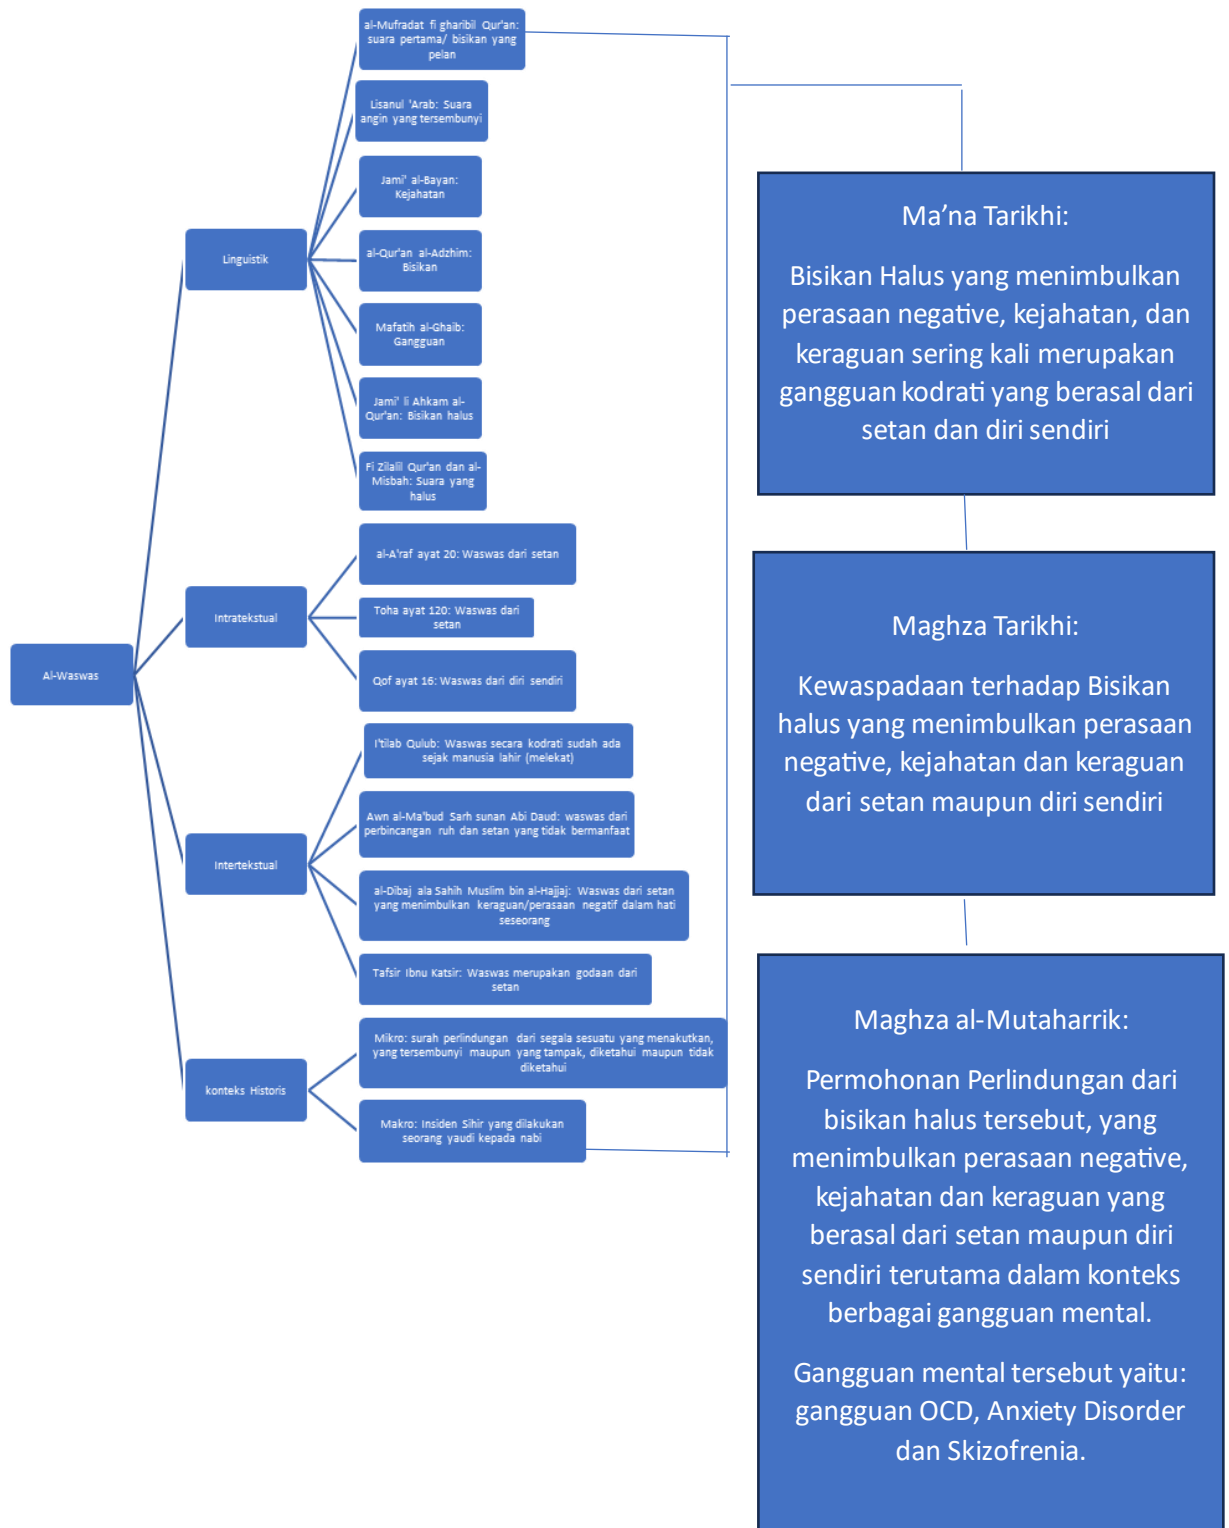 al-Mufradat fi gharibil Qur'an:
suara pertama/ bisikan yang
pelan
Lisanul 'Arab: Suara
angin yang tersembunyi
Jami' al-Bayan:
Kejahatan
Linguistik
al-Qur'an al-Adzhim:
Bisikan
Mafatih al-Ghaib:
Gangguan
Jami' li Ahkam al-
Qur'an: Bisikan halus
Fi Zilalil Qur'an dan al-
Misbah: Suara yang
halus
al-A'raf ayat 20: Waswas dari setan
Intratekstual
Toha ayat 120: Waswas dari
setan
Al-Waswas
Qof ayat 16: Waswas dari diri sendiri
I'tilab Qulub: Waswas secara kodrati sudah ada
sejak manusia lahir (melekat)
Awn al-Ma'bud Sarh sunan Abi Daud: waswas dari
perbincangan ruh dan setan yang tidak bermanfaat
Intertekstual
al-Dibaj ala Sahih Muslim bin al-Hajjaj: Waswas dari setan
yang menimbulkan keraguan/perasaan negatif dalam hati
seseorang
Tafsir Ibnu Katsir: Waswas merupakan godaan dari
setan
Mikro: surah perlindungan dari segala sesuatu yang menakutkan,
yang tersembunyi maupun yang tampak, diketahui maupun tidak
diketahui
konteks Historis
Makro: Insiden Sihir yang dilakukan
seorang yaudi kepada nabi
Ma’na Tarikhi:
Bisikan Halus yang menimbulkan
perasaan negative, kejahatan, dan
keraguan sering kali merupakan
gangguan kodrati yang berasal dari
setan dan diri sendiri
Maghza Tarikhi:
Kewaspadaan terhadap Bisikan
halus yang menimbulkan perasaan
negative, kejahatan dan keraguan
dari setan maupun diri sendiri
Maghza al-Mutaharrik:
Permohonan Perlindungan dari
bisikan halus tersebut, yang
menimbulkan perasaan negative,
kejahatan dan keraguan yang
berasal dari setan maupun diri
sendiri terutama dalam konteks
berbagai gangguan mental.
Gangguan mental tersebut yaitu:
gangguan OCD, Anxiety Disorder
dan Skizofrenia.